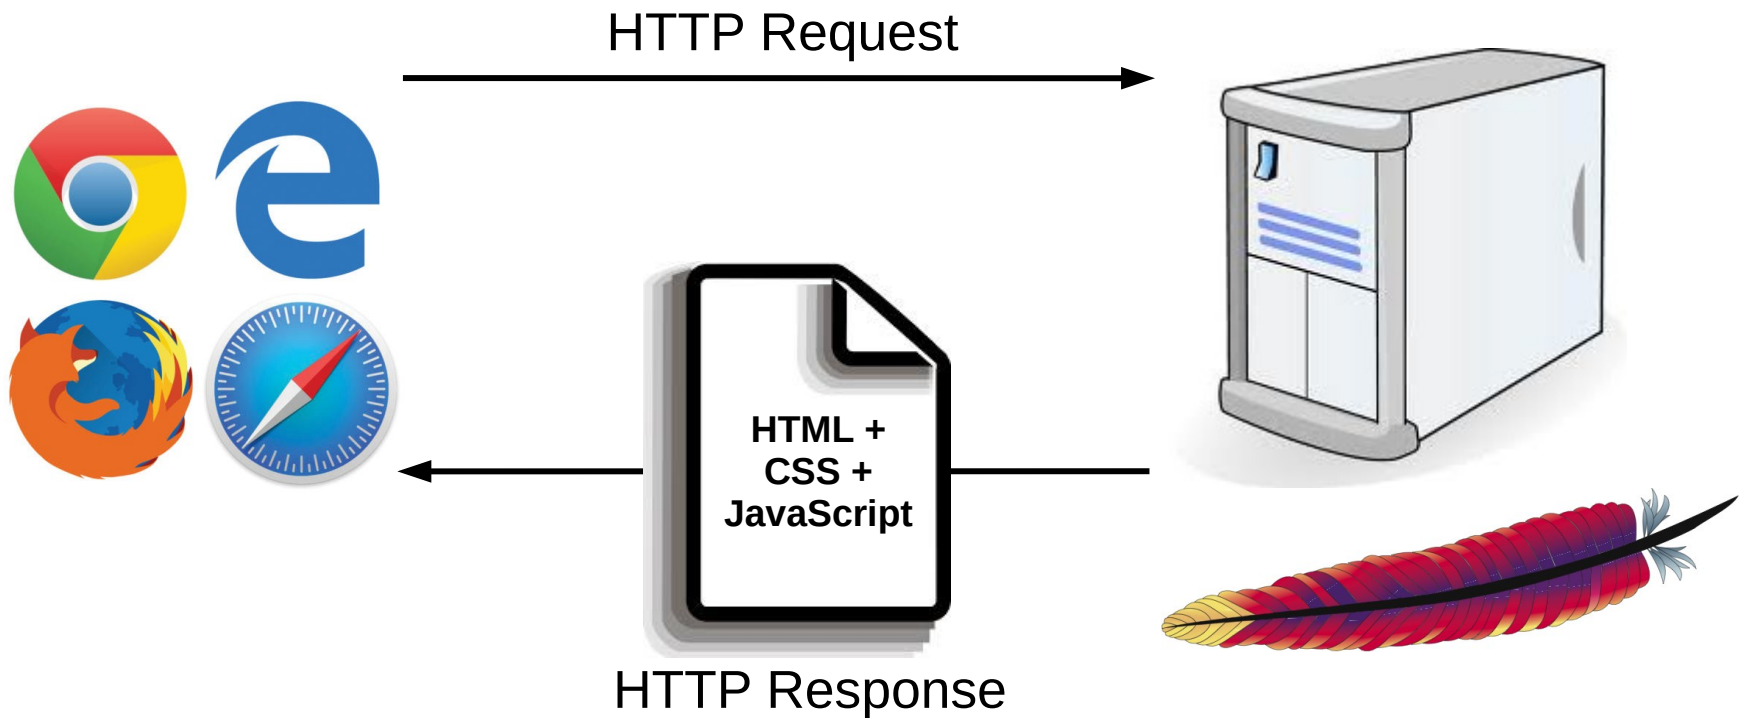 HTTP Request
HTML +
CSS +
JavaScript
HTTP Response